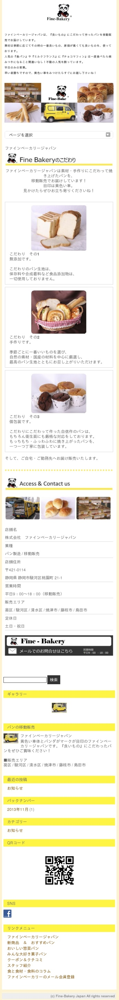 Fine-Bakery
ファインベーカリージャパンは、『良いもの』にこだわって作ったパンを移動販
売でお届けしています。
素材は季節に応じてその時の一番良いもの、原価が高くても良いものを、使って
おります。
人気の『食パン』や『ミルクフランス』に『チョコマフィン』は一度食べたら病
みつきになること間違いなし！不動の人気を誇っています。
平日のみの営業。
早い者勝ちですので、黄色い車をみつけたらすぐにお越し下さいね！
Fine-Bake
ページを選択
ファインベーカリージャパン
Fine Bakeryのこだわり
ファインベーカリージャパンは素材・手作りにこだわって焼
き上げたパンを、
移動販売でお届けしています！
目印は黄色い車。
見かけたらぜひお立ち寄りくださいね！
こだわり　その1
無添加です。
こだわりのパン生地は、
保存料や合成着料など食品添加物は、
一切使用しておりません。
こだわり　その2
手作りです。
季節ごとに一番いいものを選び、
自然の素材・国産の材料を中心に厳選し、
最高のパン生地とともにお召し上がりいただけます。
こだわり　その3
個包装です。
こだわりにこだわって作った自信作のパンは、
もちろん衛生面にも厳格な対応をしております。
もっちもち・ふっわふわに焼き上がったパンを、
一つ一つ丁寧に包装しています。
そして、ご自宅・ご勤務先へお届け販売いたします。
Access & Contact us
店舗名
株式会社　ファインベーカリージャパン
業種
パン製造 / 移動販売
店舗住所
〒421-0114
静岡県 静岡市駿河区桃園町 21-1
営業時間
平日9：00～18：00（移動販売）
販売エリア
葵区 / 駿河区 / 清水区 / 焼津市 / 藤枝市 / 島田市
定休日
土日・祝日
Fine - Bakery
メールでのお問合せはこちら
営業時間
平日9：00 - 18：00
検索
ギャラリー
パンの移動販売
ファインベーカリージャパン
黄色い車体とパンダがマークが目印のファインベー
カリージャパンです。『良いもの』にこだわったパ
ンをぜひご賞味ください！
■販売エリア
葵区 / 駿河区 / 清水区 / 焼津市 / 藤枝市 / 島田市
最近の投稿
お知らせ
バックナンバー
2013年11月 (1)
カテゴリー
お知らせ
QRコード
SNS
リンクメニュー
ファインベーカリージャパン
新商品　＆　おすすめパン
おいしい惣菜パン
みんな大好き菓子パン
クーポン＆クチコミ
スタッフ紹介
食と食材・食料のコラム
ファインベーカリーのメール会員登録
(c) Fine-Bakery Japan All rights reserved